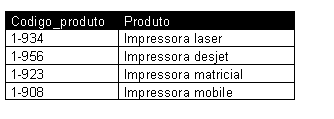 Codigo_produto Produto
1-934 Impressora laser
1-956 Impressora desjet
1-923 Impressora matricial
1-908 Impressora mobile